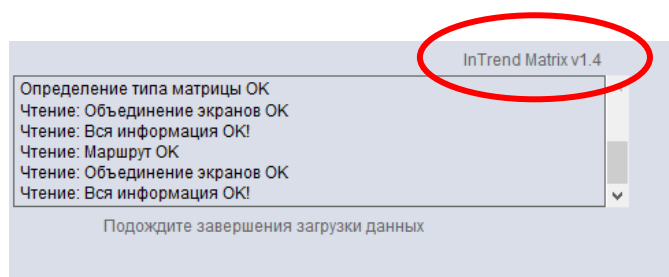 InTrend Matrix v1.4
Определение типа матрицы OK
Чтение: Объединение экранов OK
Чтение: Вся информация OK!
Чтение: Маршрут OK
Чтение: Объединение экранов OK
Чтение: Вся информация OK!
Подождите завершения загрузки данных